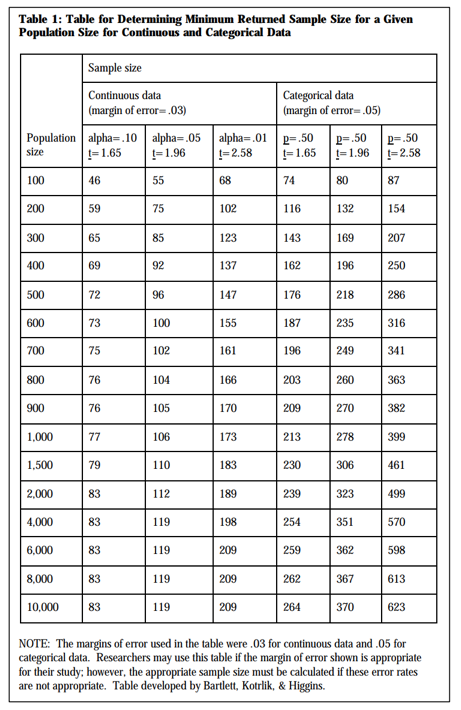 Table 1: Table for Determining Minimum Returned Sample Size for a Given
Population Size for Continuous and Categorical Data
Sample size
Continuous data
(margin of error=.03)
Categorical data
(margin of error=.05)
Population
size
alpha=.10
t=1.65
alpha=.05
t=1.96
alpha=.01
t=2.58
p=.50
t=1.65
p=.50
t=1.96
p=.50
t=2.58
100 46 55 68 74 80 87
200 59 75 102 116 132 154
300 65 85 123 143 169 207
400 69 92 137 162 196 250
500 72 96 147 176 218 286
600 73 100 155 187 235 316
700 75 102 161 196 249 341
800 76 104 166 203 260 363
900 76 105 170 209 270 382
1,000 77 106 173 213 278 399
1,500 79 110 183 230 306 461
2,000 83 112 189 239 323 499
4,000 83 119 198 254 351 570
6,000 83 119 209 259 362 598
8,000 83 119 209 262 367 613
10,000 83 119 209 264 370 623
NOTE: The margins of error used in the table were .03 for continuous data and .05 for
categorical data. Researchers may use this table if the margin of error shown is appropriate
for their study; however, the appropriate sample size must be calculated if these error rates
are not appropriate. Table developed by Bartlett, Kotrlik, & Higgins.